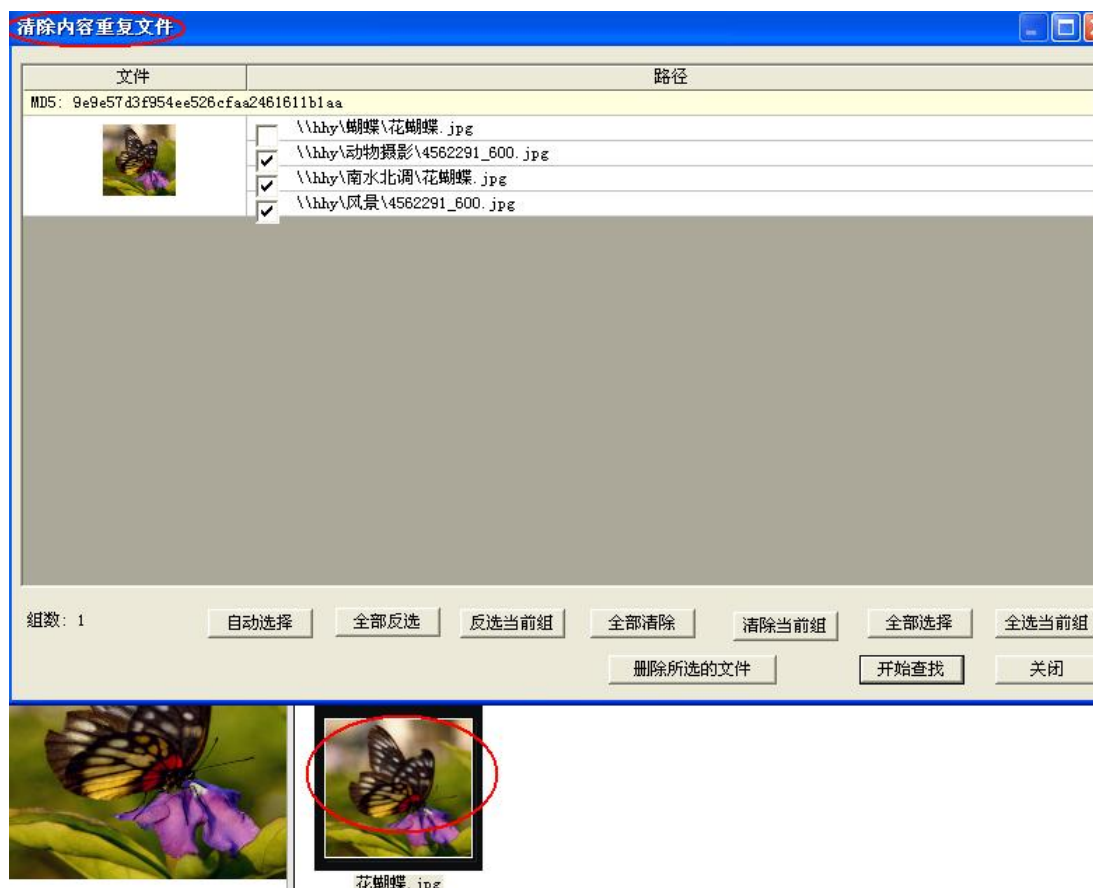 清除内容重复文件
文件 路径
MD5: 9e9e57d3f954ee526cfaa2461611b1aa
\\hhy\蝴蝶\花蝴蝶.jpg
\\hhy\动物摄影\4562291_600.jpg
\\hhy\南水北调\花蝴蝶.jpg
\\hhy\风景\4562291_600.jpg
组数: 1 自动选择 全部反选 反选当前组 全部清除 清除当前组 全部选择 全选当前组
删除所选的文件 开始查找 关闭
花蝴蝶.jpg